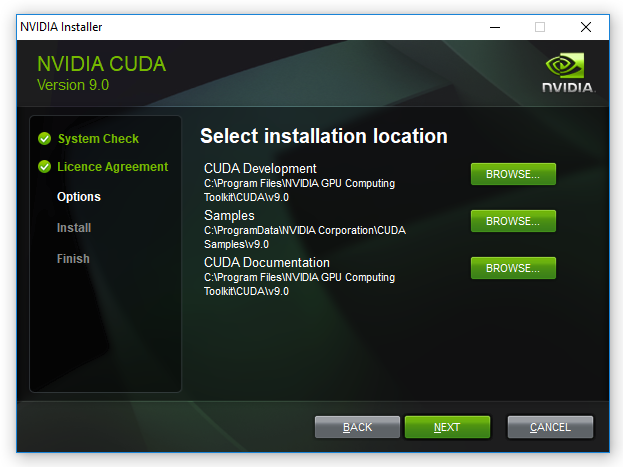 NVIDIA Installer
NVIDIA CUDA
Version 9.0
NVIDIA.
System Check
Licence Agreement
Options
Install
Finish
Select installation location
CUDA Development
C:\Program Files\NVIDIA GPU Computing
Toolkit\CUDA\v9.0
BROWSE...
Samples
C:\ProgramData\NVIDIA Corporation\CUDA
Samples\v9.0
BROWSE...
CUDA Documentation
C:\Program Files\NVIDIA GPU Computing
Toolkit\CUDA\v9.0
BROWSE...
BACK
NEXT
CANCEL